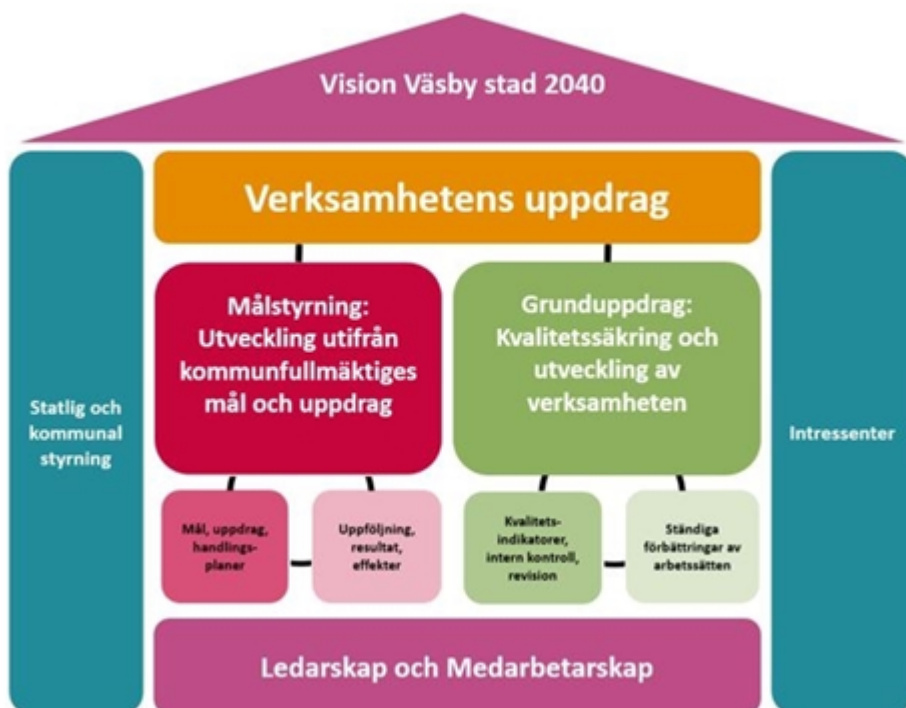 Vision Väsby stad 2040
Verksamhetens uppdrag
Målstyrning:
Utveckling utifrån
kommunfullmäktiges
mål och uppdrag
Grunduppdrag:
Kvalitetssäkring och
utveckling av
verksamheten
Statlig och
kommunal
styrning
Intressenter
Mål, uppdrag,
handlings-
planer
Uppföljning,
resultat,
effekter
Kvalitets-
indikatorer,
intern kontroll,
revision
Ständiga
förbättringar av
arbetssätten
Ledarskap och Medarbetarskap